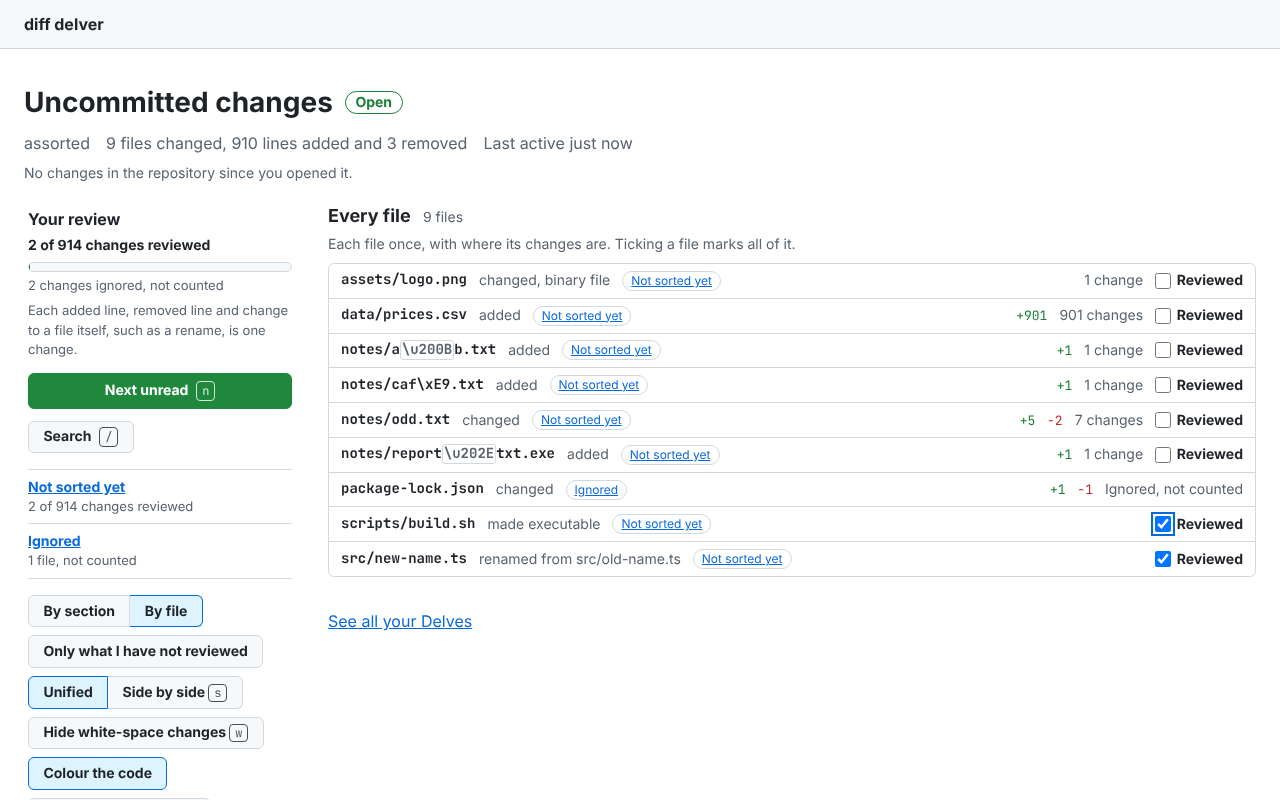 diff delver
Uncommitted changes Open
assorted 9 files changed, 910 lines added and 3 removed Last active just now
No changes in the repository since you opened it.
Your review
2 of 914 changes reviewed
2 changes ignored, not counted
Each added line, removed line and change
to a file itself, such as a rename, is one
change.
Next unread n
Search /
Not sorted yet
2 of 914 changes reviewed
Ignored
1 file, not counted
By section By file
Only what I have not reviewed
Unified Side by side s
Hide white-space changes w
Colour the code
Every file 9 files
Each file once, with where its changes are. Ticking a file marks all of it.
assets/logo.png changed, binary file Not sorted yet 1 change Reviewed
data/prices.csv added Not sorted yet +901 901 changes Reviewed
notes/a\u200Bb.txt added Not sorted yet +1 1 change Reviewed
notes/caf\xE9.txt added Not sorted yet +1 1 change Reviewed
notes/odd.txt changed Not sorted yet +5 -2 7 changes Reviewed
notes/report\u202Etxt.exe added Not sorted yet +1 1 change Reviewed
package-lock.json changed Ignored +1 -1 Ignored, not counted
scripts/build.sh made executable Not sorted yet Reviewed
src/new-name.ts renamed from src/old-name.ts Not sorted yet Reviewed
See all your Delves